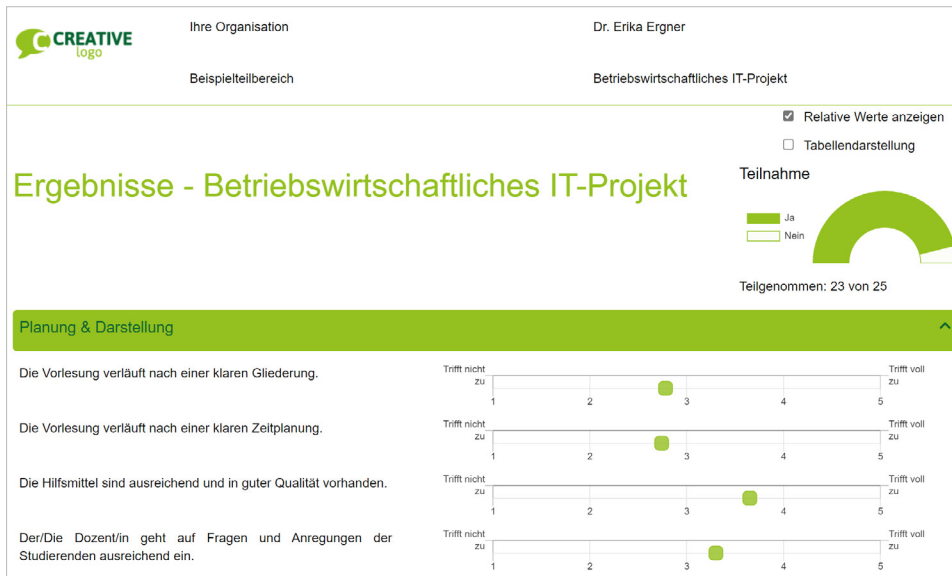 CREATIVE
logo
Ihre Organisation
Dr. Erika Ergner
Beispielteilbereich
Betriebswirtschaftliches IT-Projekt
Relative Werte anzeigen
Tabellendarstellung
Ergebnisse - Betriebswirtschaftliches IT-Projekt
Teilnahme
Ja
Nein
Teilgenommen: 23 von 25
Planung & Darstellung
Die Vorlesung verläuft nach einer klaren Gliederung.
Trifft nicht
zu
Trifft voll
zu
1 2 3 4 5
Die Vorlesung verläuft nach einer klaren Zeitplanung.
Trifft nicht
zu
Trifft voll
zu
1 2 3 4 5
Die Hilfsmittel sind ausreichend und in guter Qualität vorhanden.
Trifft nicht
zu
Trifft voll
zu
1 2 3 4 5
Der/Die Dozent/in geht auf Fragen und Anregungen der
Studierenden ausreichend ein.
Trifft nicht
zu
Trifft voll
zu
1 2 3 4 5